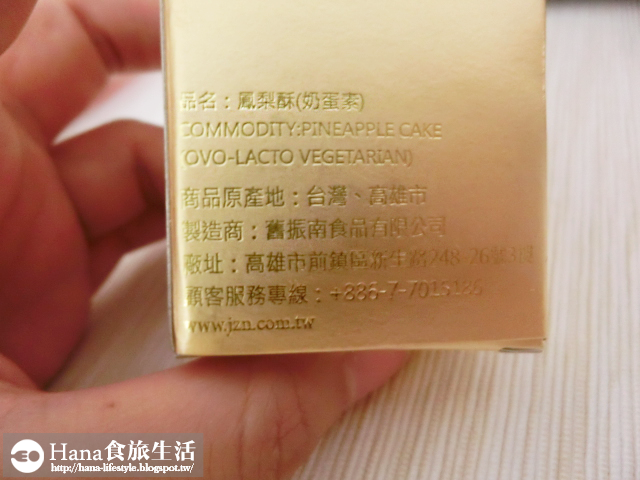 品名：鳳梨酥(奶蛋素)
COMMODITY:PINEAPPLE CAKE
(OVO-LACTO VEGETARIAN)
商品原產地：台灣、高雄市
製造商：舊振南食品有限公司
廠址：高雄市前鎮區新生路248-26號
顧客服務專線：+886-7-
www.jzn.com.tw
Hana食旅生活
http://hana-lifestyle.blogspot.tw/